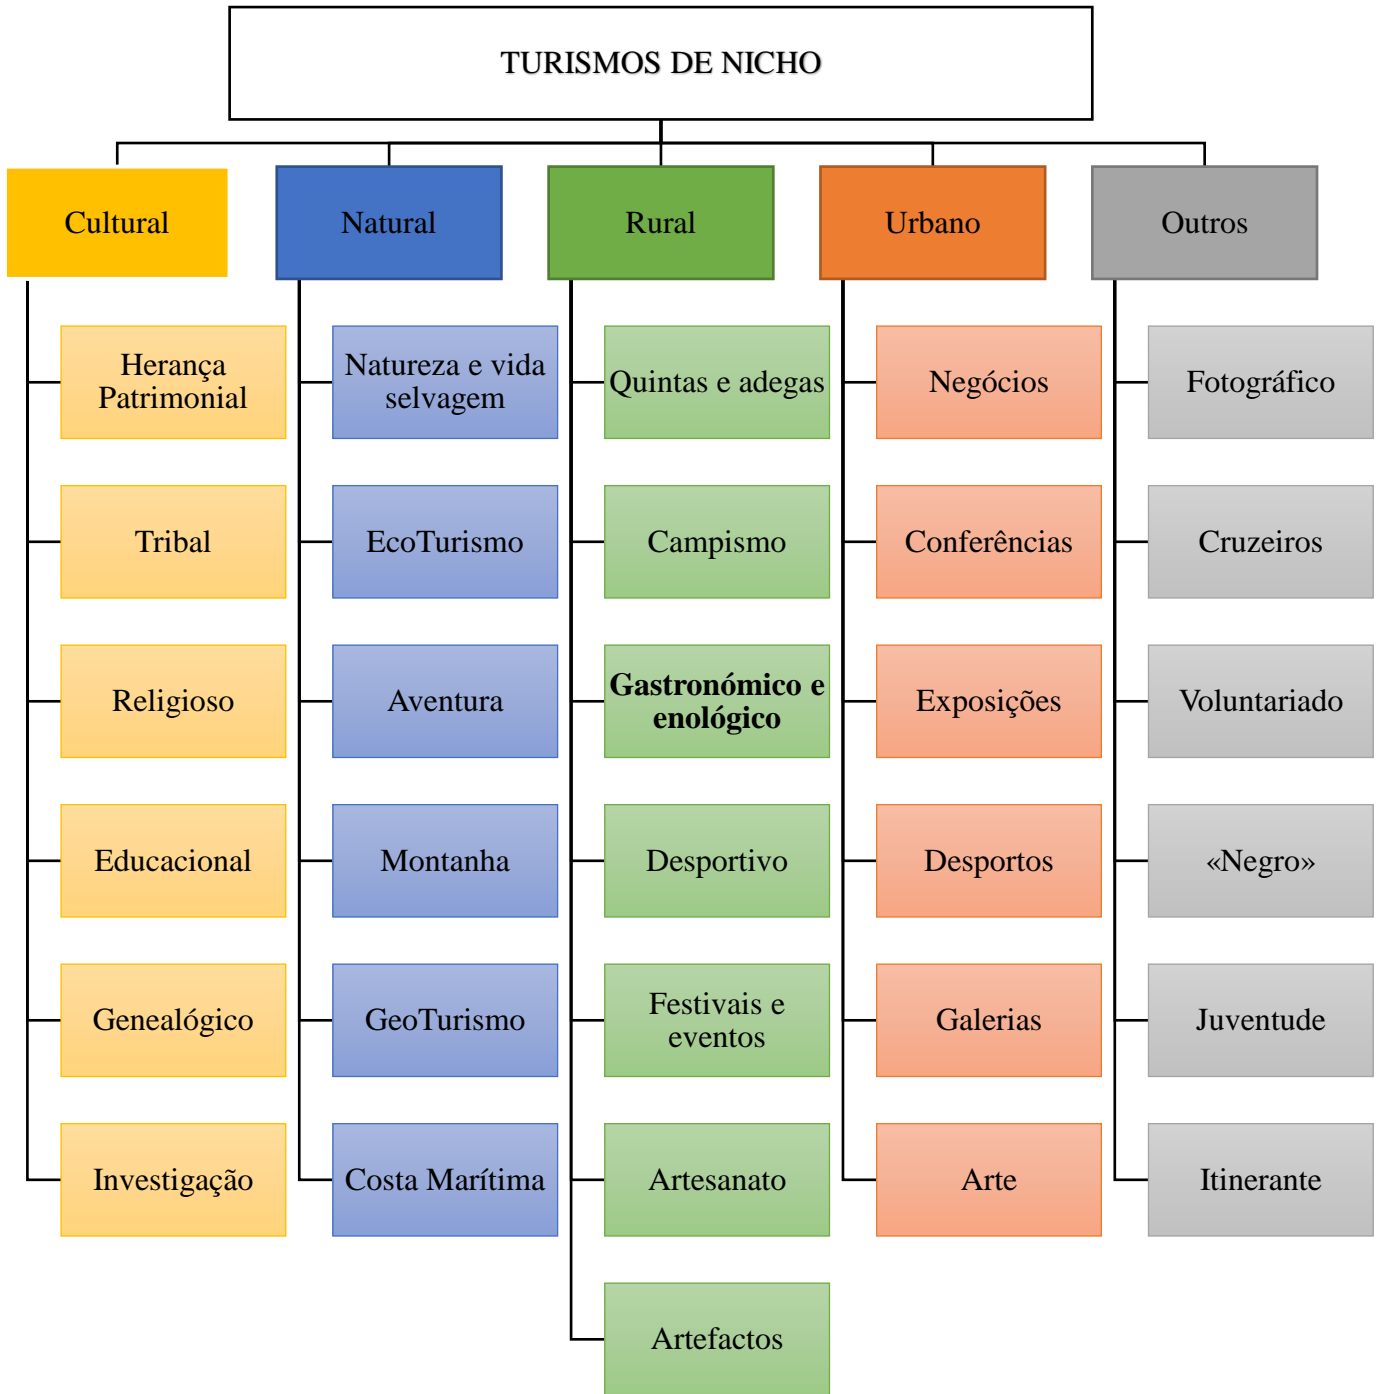 TURISMOS DE NICHO
Cultural
Herança
Patrimonial
Tribal
Religioso
Educacional
Genealógico
Investigação
Natural
Natureza e vida
selvagem
EcoTurismo
Aventura
Montanha
GeoTurismo
Costa Marítima
Rural
Quintas e adegas
Campismo
Gastronómico e
enológico
Desportivo
Festivais e
eventos
Artesanato
Artefactos
Urbano
Negócios
Conferências
Exposições
Desportos
Galerias
Arte
Outros
Fotográfico
Cruzeiros
Voluntariado
«Negro»
Juventude
Itinerante